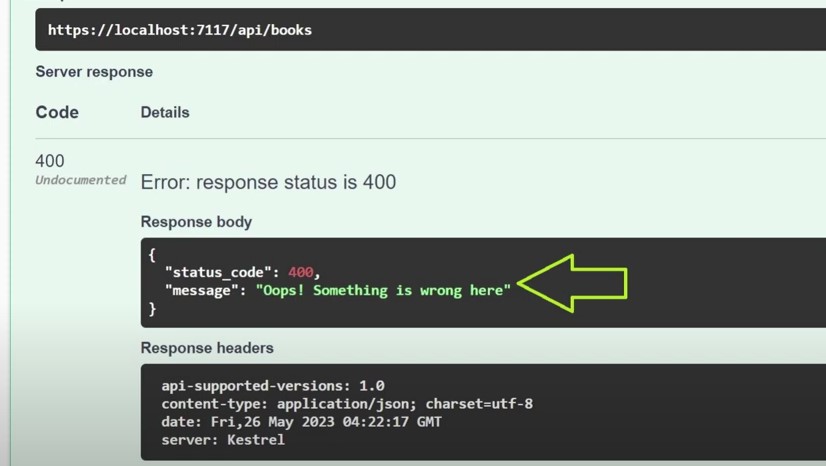 https://localhost:7117/api/books
Server response
Code Details
400
Undocumented
Error: response status is 400
Response body
{
"status_code": 400,
"message": "Oops! Something is wrong here"
}
Response headers
api-supported-versions: 1.0
content-type: application/json; charset=utf-8
date: Fri,26 May 2023 04:22:17 GMT
server: Kestrel